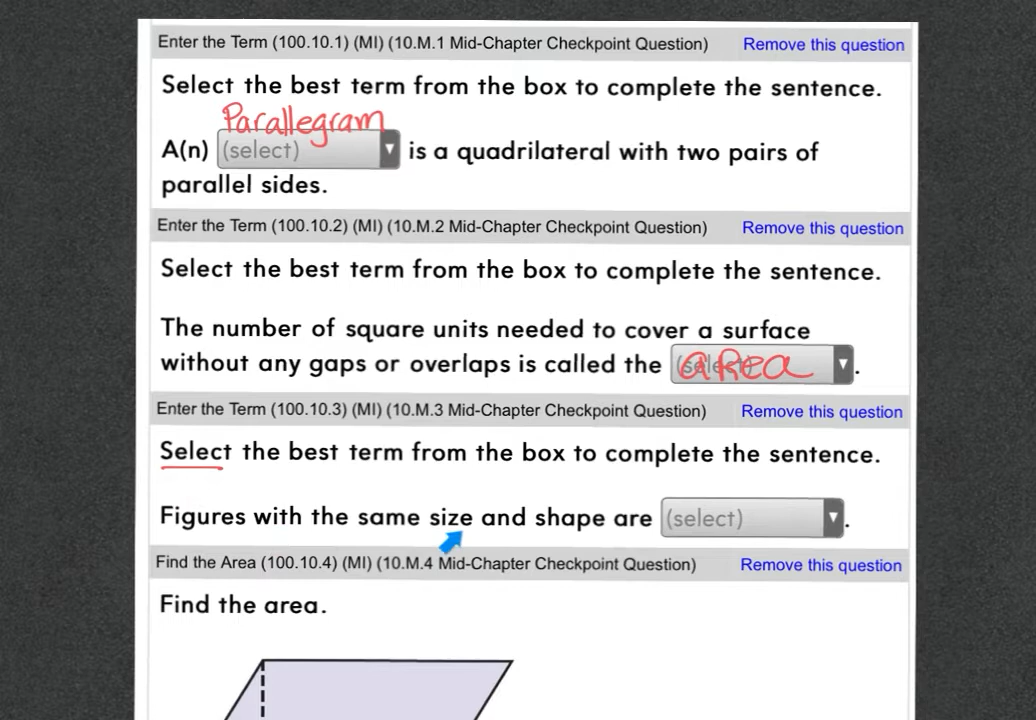 Enter the Term (100.10.1) (MI) (10.M.1 Mid-Chapter Checkpoint Question) Remove this question
Select the best term from the box to complete the sentence.
Parallegram
A(n) (select) is a quadrilateral with two pairs of
parallel sides.
Enter the Term (100.10.2) (MI) (10.M.2 Mid-Chapter Checkpoint Question) Remove this question
Select the best term from the box to complete the sentence.
The number of square units needed to cover a surface
without any gaps or overlaps is called the (select) area .
Enter the Term (100.10.3) (MI) (10.M.3 Mid-Chapter Checkpoint Question) Remove this question
Select the best term from the box to complete the sentence.
Figures with the same size and shape are (select) .
Find the Area (100.10.4) (MI) (10.M.4 Mid-Chapter Checkpoint Question) Remove this question
Find the area.